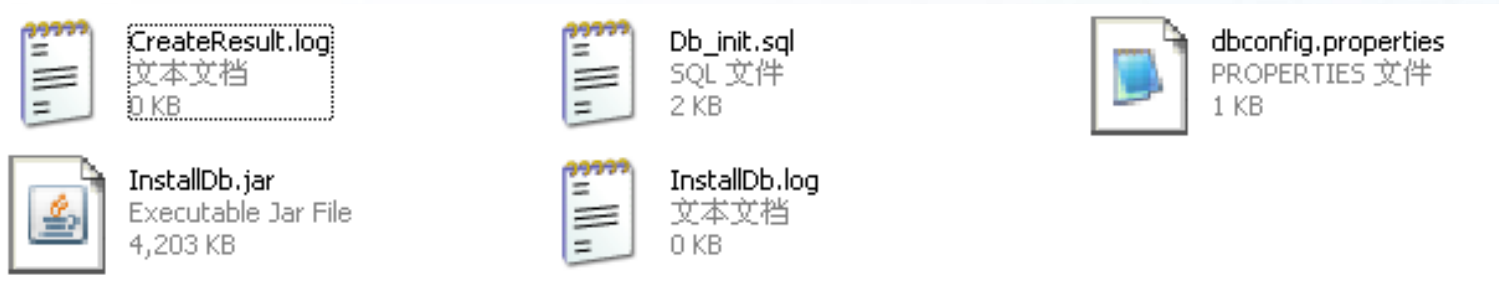 CreateResult.log
文本文档
0 KB
Db_init.sql
SQL 文件
2 KB
dbconfig.properties
PROPERTIES 文件
1 KB
InstallDb.jar
Executable Jar File
4,203 KB
InstallDb.log
文本文档
0 KB